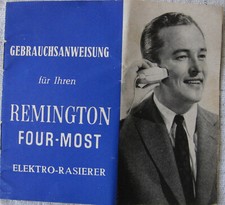 GEBRAUCHSANWEISUNG
für Ihren
REMINGTON
FOUR-MOST
ELEKTRO-RASIERER